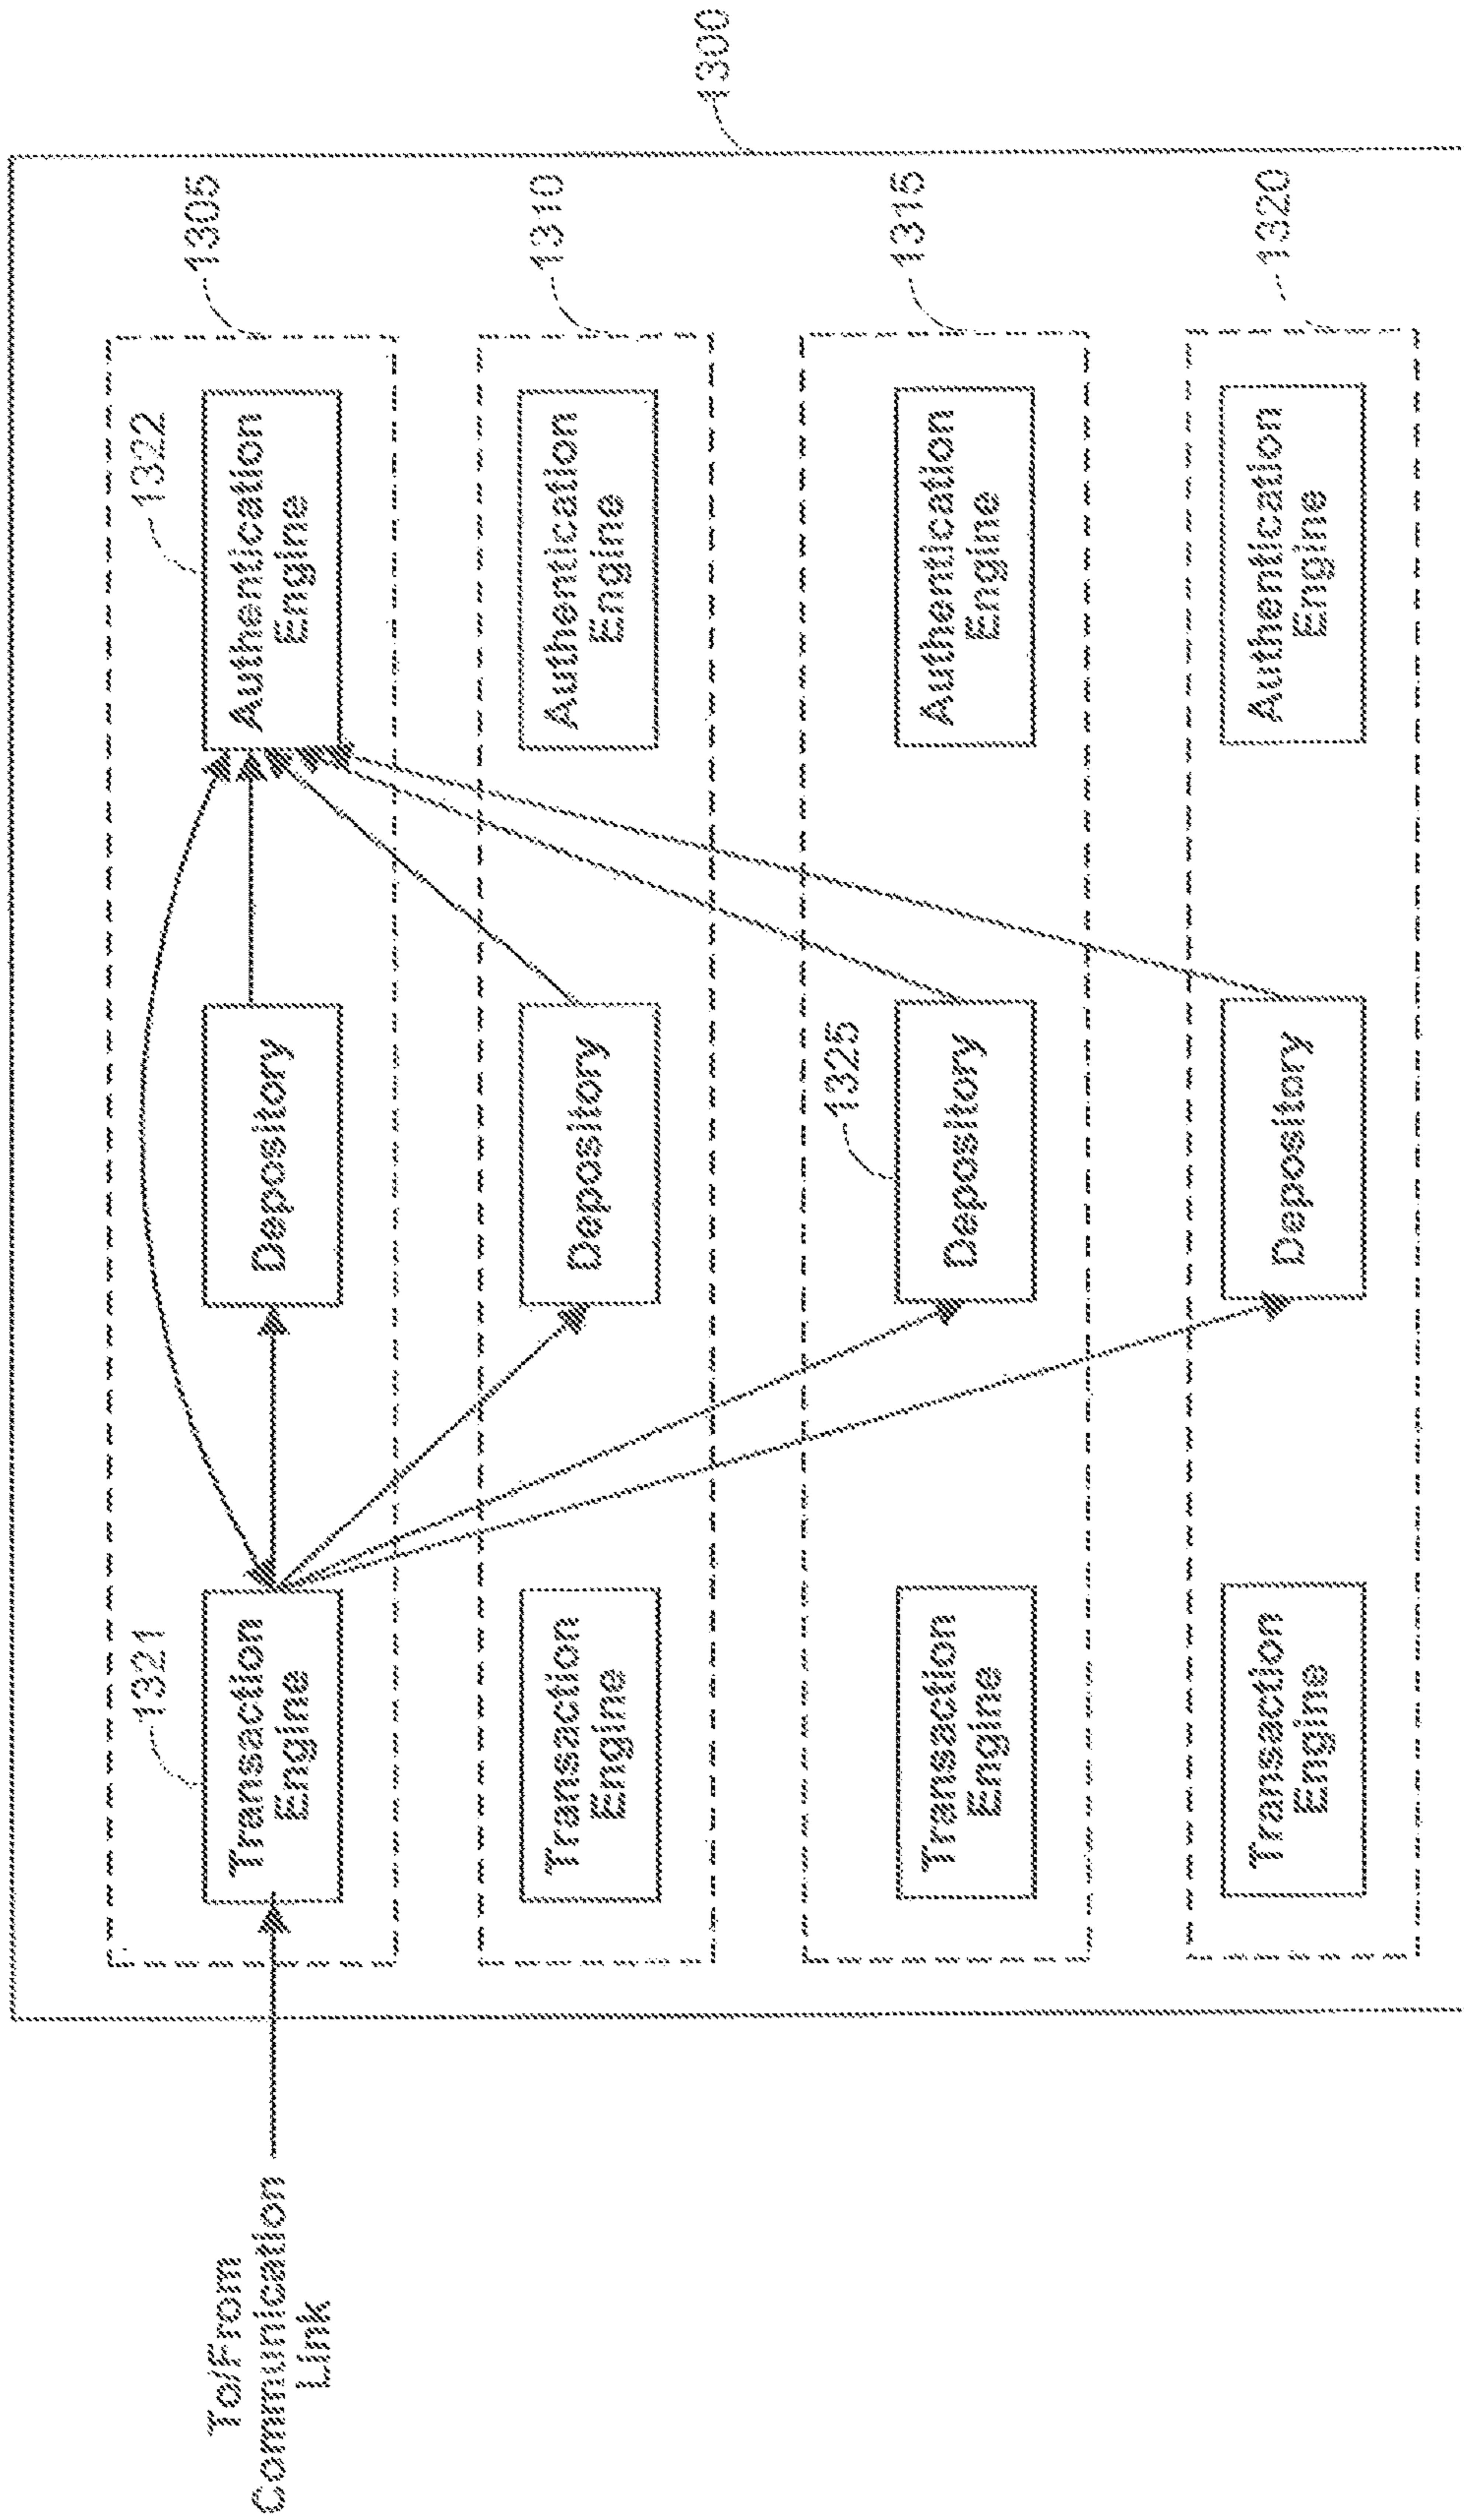 1300
1305
1322
Authentication
Engine
Depository
1321
Transaction
Engine
To/From
Communication
Link
1310
Authentication
Engine
Depository
Transaction
Engine
1315
Authentication
Engine
1325
Depository
Transaction
Engine
1320
Authentication
Engine
Depository
Transaction
Engine